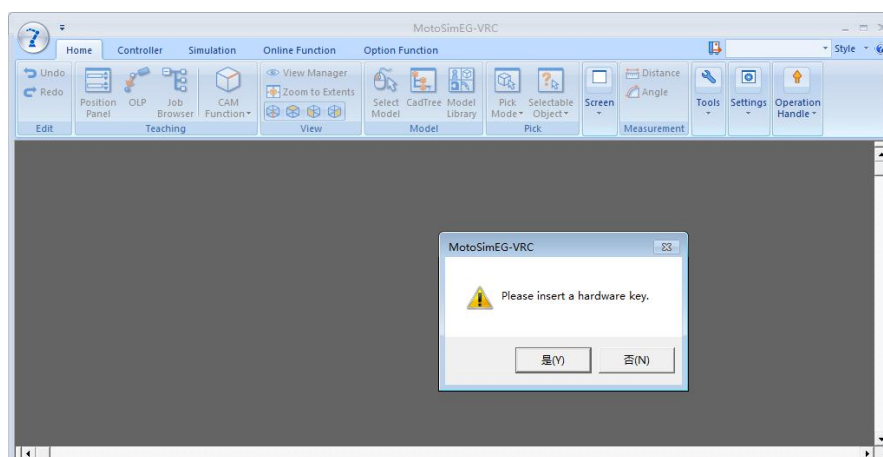 MotoSimEG-VRC
Home Controller Simulation Online Function Option Function Style
Undo
Redo
Edit
Position Panel
OLP
Job Browser
CAM Function
Teaching
View Manager
Zoom to Extents
View
Select Model
CadTree
Model Library
Model
Pick Mode
Selectable Object
Pick
Screen
Distance
Angle
Measurement
Tools
Settings
Operation Handle
MotoSimEG-VRC
Please insert a hardware key.
是(Y) 否(N)